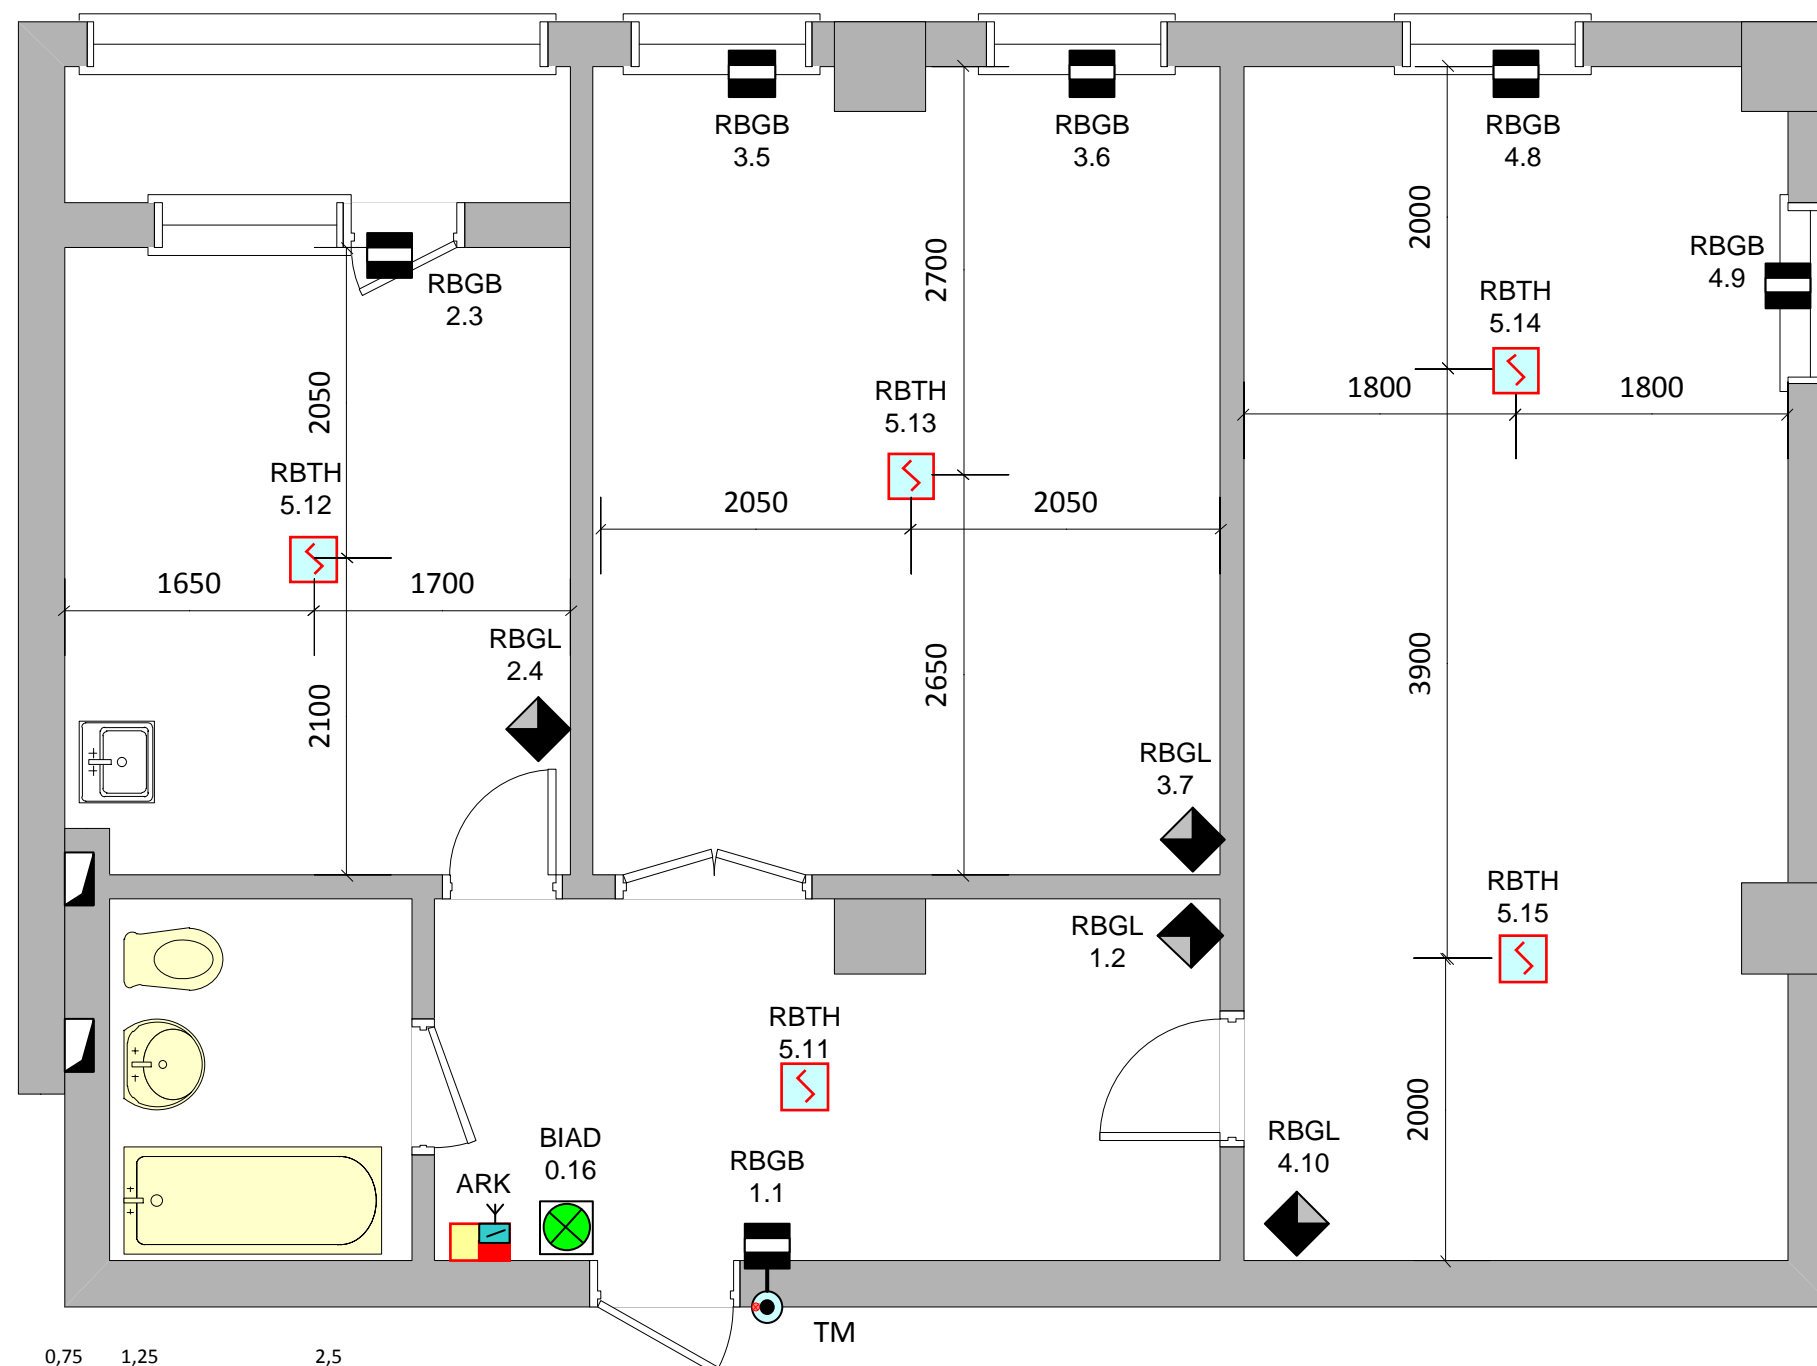 RBGB
3.5
RBGB
3.6
RBGB
4.8
2000
RBGB
4.9
2700
RBGB
2.3
RBTH
5.14
1800
1800
2050
RBTH
5.13
RBTH
5.12
2050
2050
1650
1700
RBGL
2.4
2650
3900
2100
RBGL
3.7
RBTH
5.15
RBGL
1.2
RBTH
5.11
2000
BIAD
0.16
RBGL
4.10
RBGB
1.1
ARK
TM
0,75 1,25 2,5